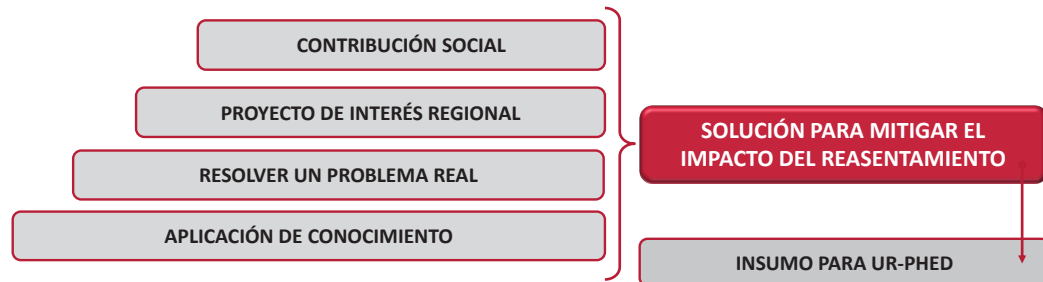 CONTRIBUCIÓN SOCIAL
PROYECTO DE INTERÉS REGIONAL
RESOLVER UN PROBLEMA REAL
APLICACIÓN DE CONOCIMIENTO
SOLUCIÓN PARA MITIGAR EL
IMPACTO DEL REASENTAMIENTO
INSUMO PARA UR-PHED